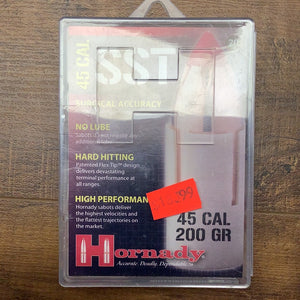 45 CAL
SST
SURGICAL ACCURACY
NO LUBE
HARD HITTING
Patented Flex Tip™ design
delivers devastating
terminal performance at
all ranges.
HIGH PERFORMAN
Hornady sabots deliver
the highest velocities and
the flattest trajectories on
the market.
45 CAL
200 GR
Hornady
Accurate. Deadly. Dependable.